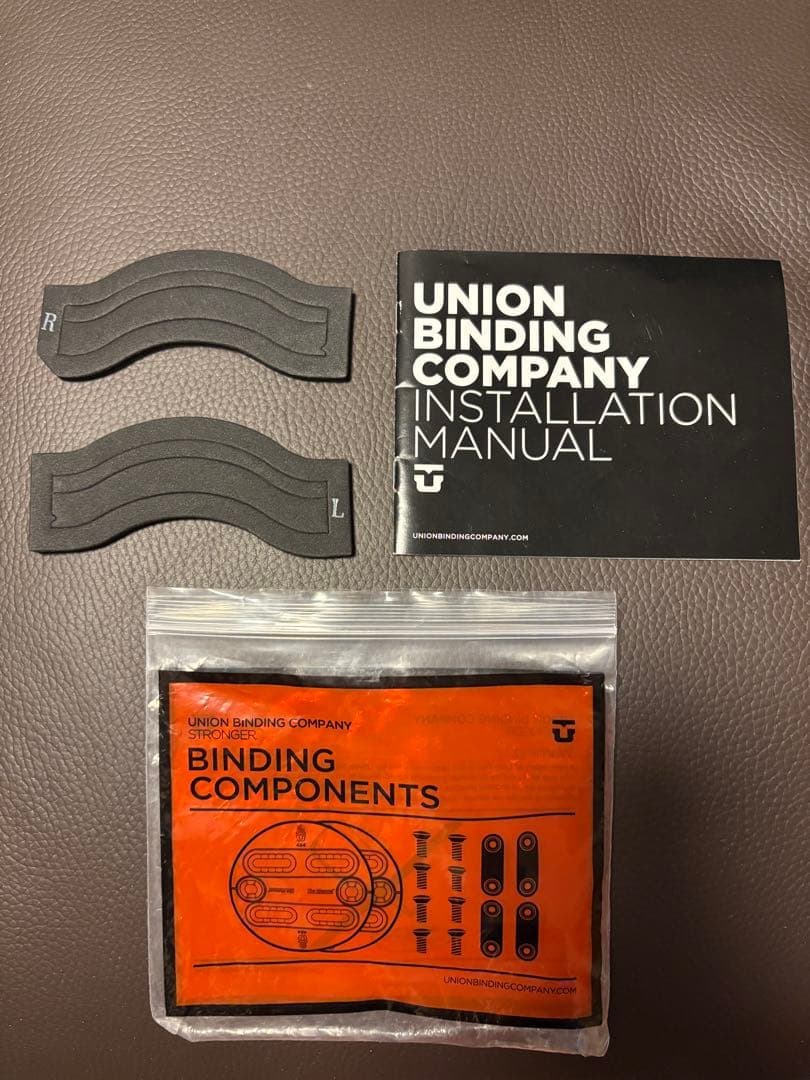 R
L
UNION
BINDING
COMPANY
INSTALLATION
MANUAL
UNIONBINDINGCOMPANY.COM
UNION BINDING COMPANY
STRONGER.
BINDING
COMPONENTS
UNIONBINDINGCOMPANY.COM